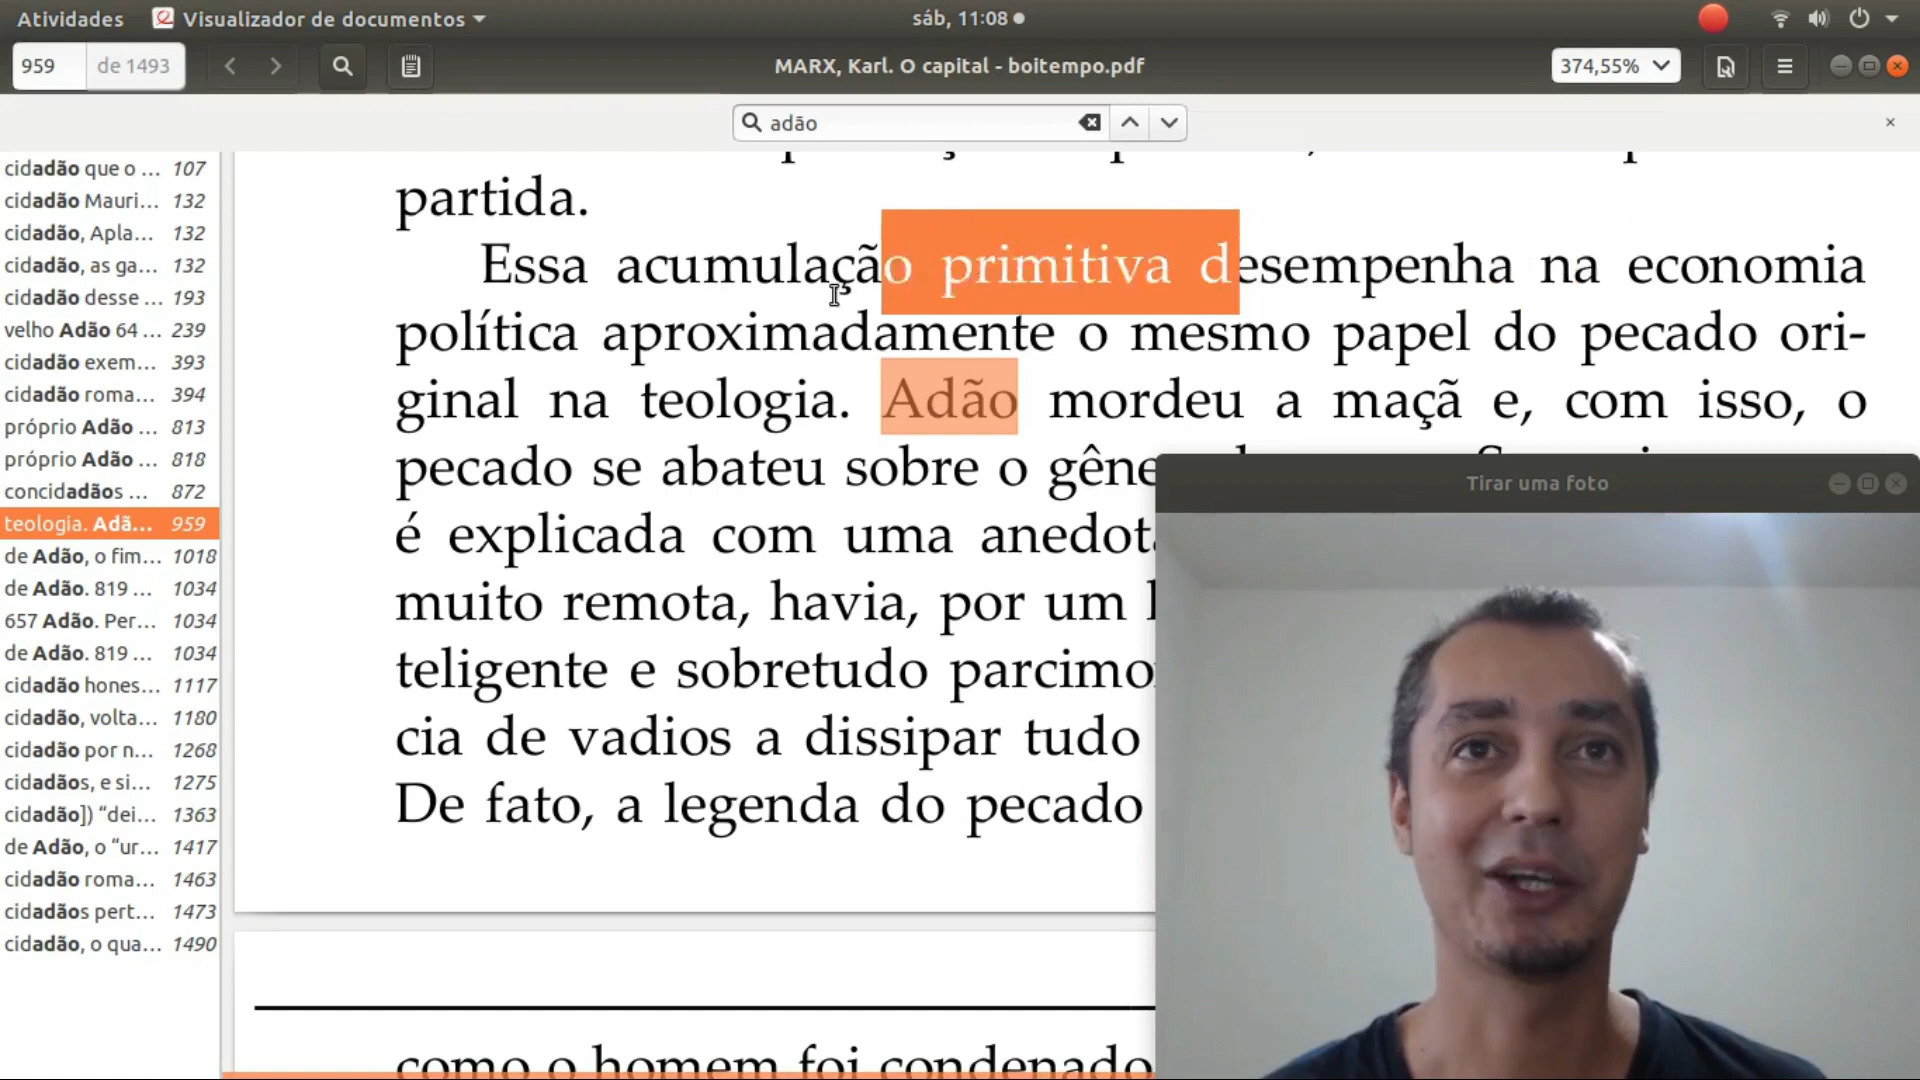 Atividades
Visualizador de documentos
sáb, 11:08
959
de 1493
MARX, Karl. O capital - boitempo.pdf
374,55%
adão
cidadão que o … 107
cidadão Mauri… 132
cidadão, Apla… 132
cidadão, as ga… 132
cidadão desse … 193
velho Adão 64 … 239
cidadão exem… 393
cidadão roma… 394
próprio Adão … 813
próprio Adão … 818
concidadãos … 872
teologia. Adã… 959
de Adão, o fim… 1018
de Adão. 819 … 1034
657 Adão. Per… 1034
de Adão. 819 … 1034
cidadão hones… 1117
cidadão, volta… 1180
cidadão por n… 1268
cidadãos, e si… 1275
cidadão]) “dei… 1363
de Adão, o “ur… 1417
cidadão roma… 1463
cidadãos pert… 1473
cidadão, o qua… 1490
partida.
Essa acumulação primitiva desempenha na economia
política aproximadamente o mesmo papel do pecado ori-
ginal na teologia. Adão mordeu a maçã e, com isso, o
pecado se abateu sobre o gêne
é explicada com uma anedota
muito remota, havia, por um
teligente e sobretudo parcimo
cia de vadios a dissipar tudo
De fato, a legenda do pecado
como o homem foi condenado
Tirar uma foto